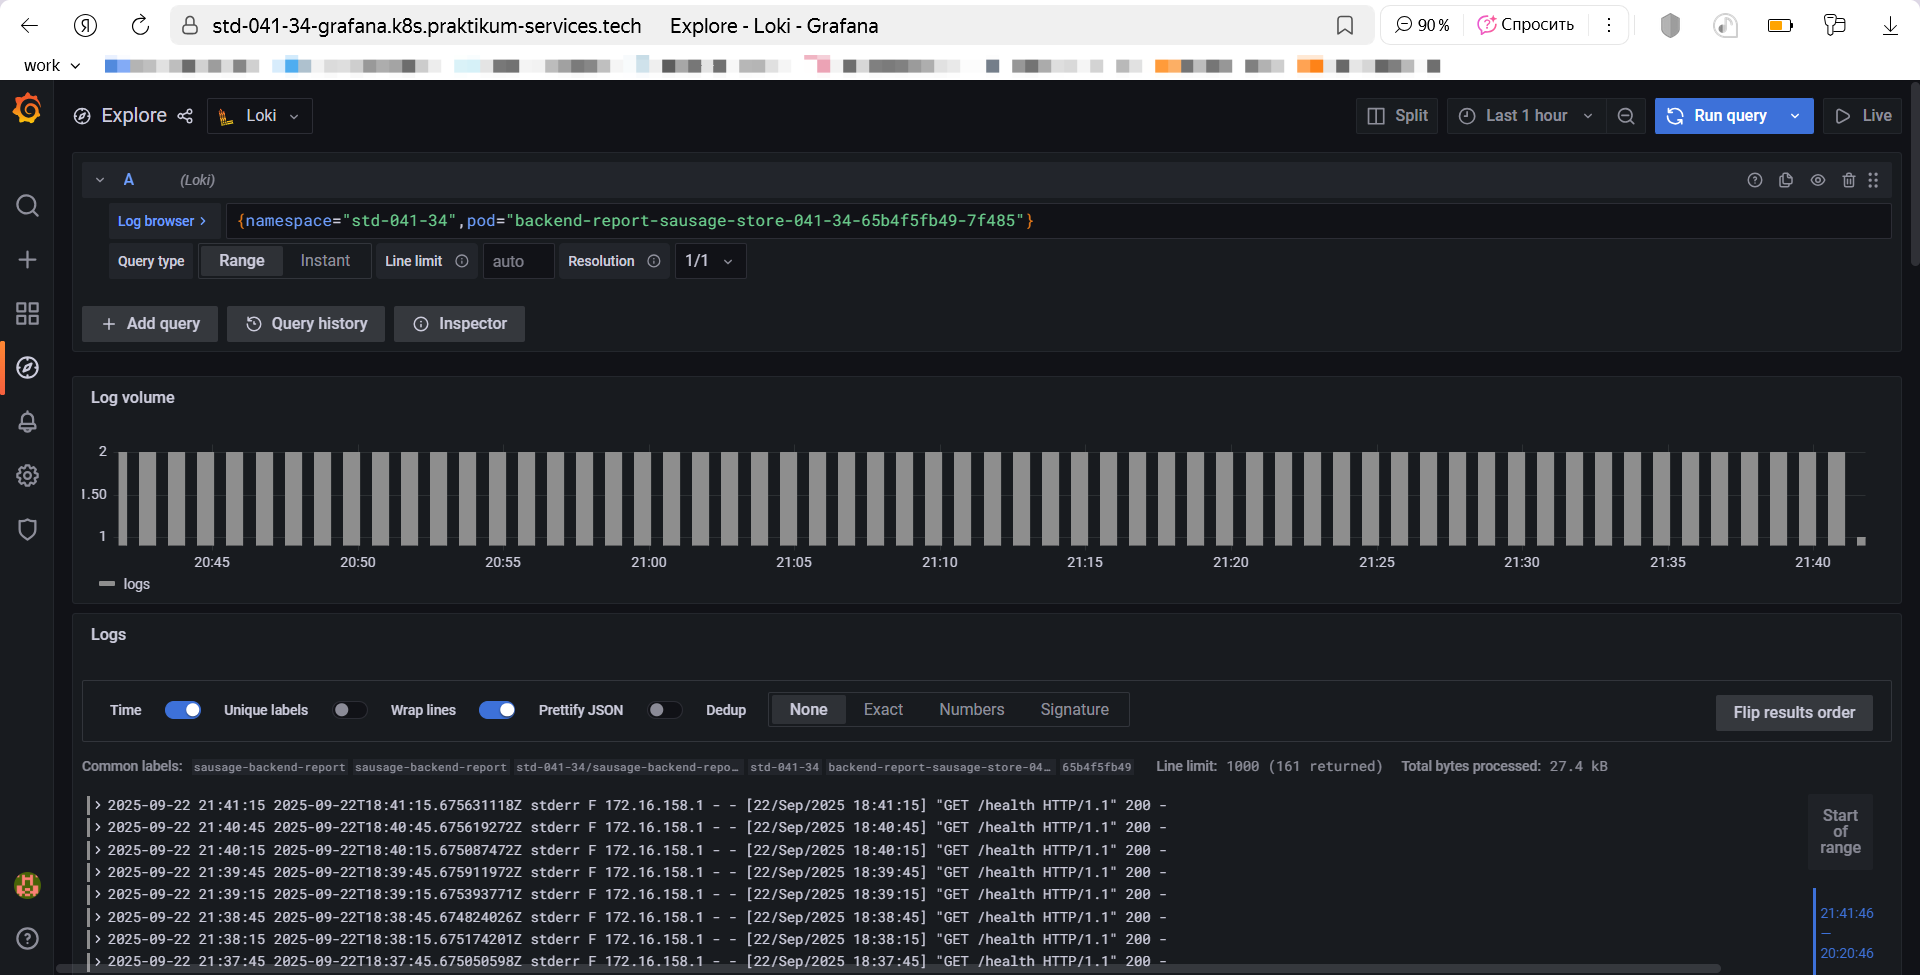 std-041-34-grafana.k8s.praktikum-services.tech Explore - Loki - Grafana 90 % Спросить
work
Explore Loki Split Last 1 hour Run query Live
A (Loki)
Log browser > {namespace="std-041-34",pod="backend-report-sausage-store-041-34-65b4f5fb49-7f485"}
Query type Range Instant Line limit auto Resolution 1/1
+ Add query Query history Inspector
Log volume
2
1.50
1
20:45 20:50 20:55 21:00 21:05 21:10 21:15 21:20 21:25 21:30 21:35 21:40
logs
Logs
Time Unique labels Wrap lines Prettify JSON Dedup None Exact Numbers Signature Flip results order
Common labels: sausage-backend-report sausage-backend-report std-041-34/sausage-backend-repo… std-041-34 backend-report-sausage-store-04… 65b4f5fb49 Line limit: 1000 (161 returned) Total bytes processed: 27.4 kB
> 2025-09-22 21:41:15 2025-09-22T18:41:15.675631118Z stderr F 172.16.158.1 - - [22/Sep/2025 18:41:15] "GET /health HTTP/1.1" 200 -
> 2025-09-22 21:40:45 2025-09-22T18:40:45.675619272Z stderr F 172.16.158.1 - - [22/Sep/2025 18:40:45] "GET /health HTTP/1.1" 200 -
> 2025-09-22 21:40:15 2025-09-22T18:40:15.675087472Z stderr F 172.16.158.1 - - [22/Sep/2025 18:40:15] "GET /health HTTP/1.1" 200 -
> 2025-09-22 21:39:45 2025-09-22T18:39:45.675911972Z stderr F 172.16.158.1 - - [22/Sep/2025 18:39:45] "GET /health HTTP/1.1" 200 -
> 2025-09-22 21:39:15 2025-09-22T18:39:15.675393771Z stderr F 172.16.158.1 - - [22/Sep/2025 18:39:15] "GET /health HTTP/1.1" 200 -
> 2025-09-22 21:38:45 2025-09-22T18:38:45.674824026Z stderr F 172.16.158.1 - - [22/Sep/2025 18:38:45] "GET /health HTTP/1.1" 200 -
> 2025-09-22 21:38:15 2025-09-22T18:38:15.675174201Z stderr F 172.16.158.1 - - [22/Sep/2025 18:38:15] "GET /health HTTP/1.1" 200 -
> 2025-09-22 21:37:45 2025-09-22T18:37:45.675050598Z stderr F 172.16.158.1 - - [22/Sep/2025 18:37:45] "GET /health HTTP/1.1" 200 -
Start
of
range
21:41:46
—
20:20:46